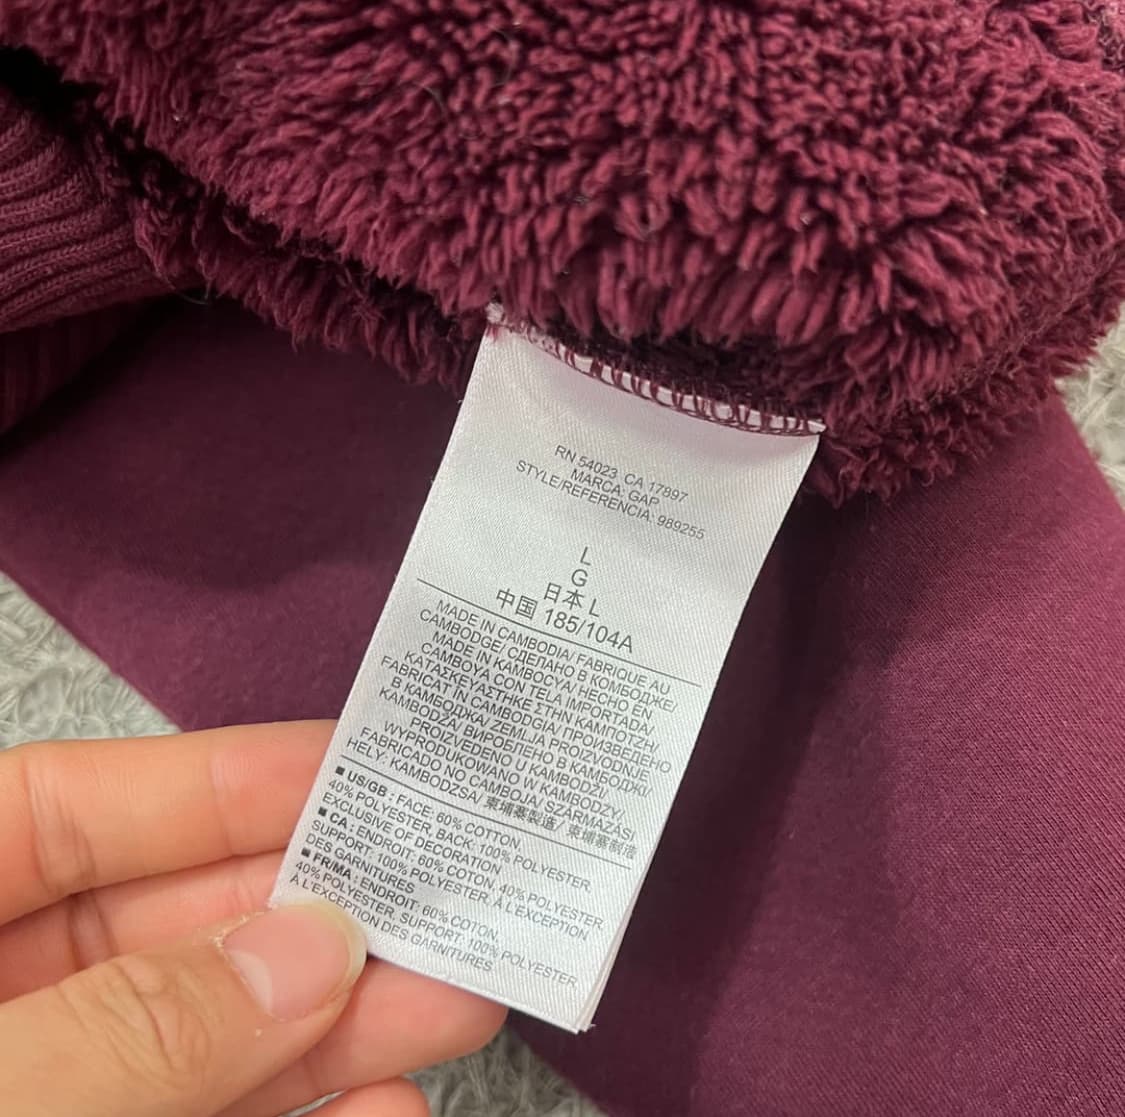 RN 54023 CA 17897
MARCA: GAP
STYLE/REFERENCIA: 989255
L
G
日本 L
中国 185/104A
MADE IN CAMBODIA/ FABRIQUE AU
CAMBODGE/ СДЕЛАНО В КОМБОДЖЕ/
MADE IN KAMBOCYA/ HECHO EN
CAMBOYA CON TELA IMPORTADA
ΚΑΤΑΣΚΕΥΑΣΤΗΚΕ ΣΤΗΝ ΚΑΜΠΟΤΖΗ/
FABRICAT ÎN CAMBODGIA/ ПРОИЗВЕДЕНО
В КАМБОДЖА/ ZEMLJA PROIZVODNJE
KAMBODŽA/ ВИРОБЛЕНО В КАМБОДЖІ/
PROIZVEDENO U KAMBODŽI/
WYPRODUKOWANO W KAMBODŻY/
FABRICADO NO CAMBOJA/ SZÁRMAZÁSI
HELY: KAMBODZSA/ 柬埔寨製造/ 柬埔寨制造
■ US/GB : FACE: 60% COTTON,
40% POLYESTER, BACK: 100% POLYESTER,
EXCLUSIVE OF DECORATION
■ CA : ENDROIT: 60% COTON, 40% POLYESTER,
SUPPORT: 100% POLYESTER, À L'EXCEPTION
DES GARNITURES
■ FR/MA : ENDROIT: 60% COTON,
40% POLYESTER, SUPPORT: 100% POLYESTER,
À L'EXCEPTION DES GARNITURES